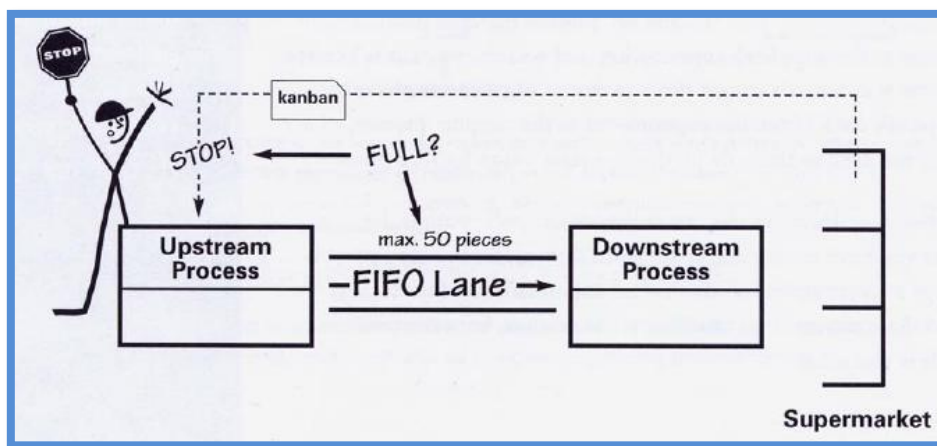 STOP
kanban
STOP!
FULL?
Upstream
Process
max. 50 pieces
FIFO Lane
Downstream
Process
Supermarket